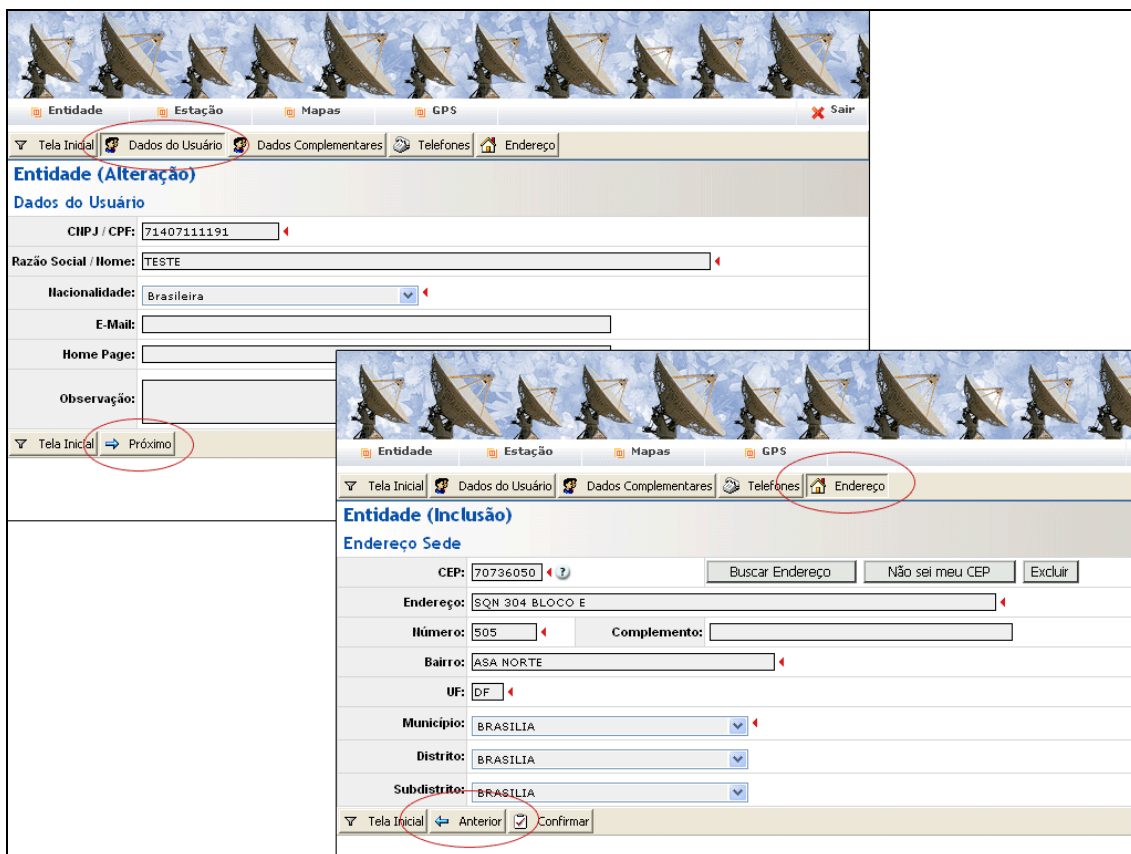 Entidade Estação Mapas GPS Sair
Tela Inicial Dados do Usuário Dados Complementares Telefones Endereço
Entidade (Alteração)
Dados do Usuário
CNPJ / CPF: 71407111191
Razão Social / Nome: TESTE
Nacionalidade: Brasileira
E-Mail:
Home Page:
Observação:
Tela Inicial Próximo
Entidade Estação Mapas GPS
Tela Inicial Dados do Usuário Dados Complementares Telefones Endereço
Entidade (Inclusão)
Endereço Sede
CEP: 70736050 ? Buscar Endereço Não sei meu CEP Excluir
Endereço: SQN 304 BLOCO E
Número: 505 Complemento:
Bairro: ASA NORTE
UF: DF
Município: BRASILIA
Distrito: BRASILIA
Subdistrito: BRASILIA
Tela Inicial Anterior Confirmar